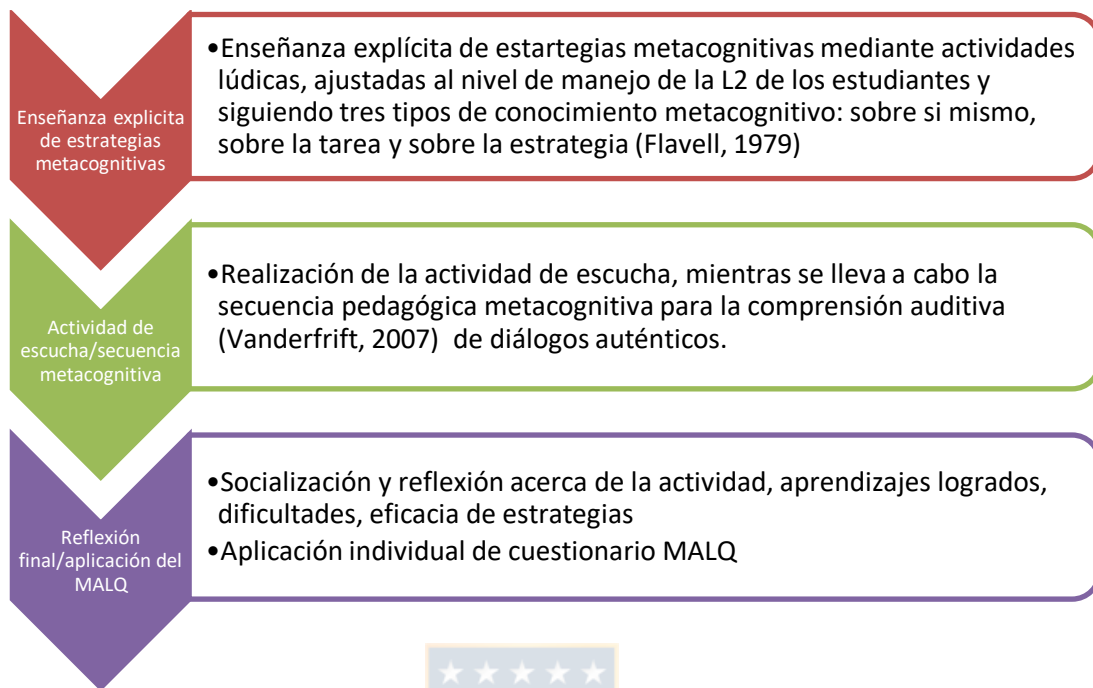 Enseñanza explicita
de estrategias
metacognitivas
•Enseñanza explícita de estartegias metacognitivas mediante actividades
lúdicas, ajustadas al nivel de manejo de la L2 de los estudiantes y
siguiendo tres tipos de conocimiento metacognitivo: sobre si mismo,
sobre la tarea y sobre la estrategia (Flavell, 1979)
Actividad de
escucha/secuencia
metacognitiva
•Realización de la actividad de escucha, mientras se lleva a cabo la
secuencia pedagógica metacognitiva para la comprensión auditiva
(Vanderfrift, 2007) de diálogos auténticos.
Reflexión
final/aplicación del
MALQ
•Socialización y reflexión acerca de la actividad, aprendizajes logrados,
dificultades, eficacia de estrategias
•Aplicación individual de cuestionario MALQ